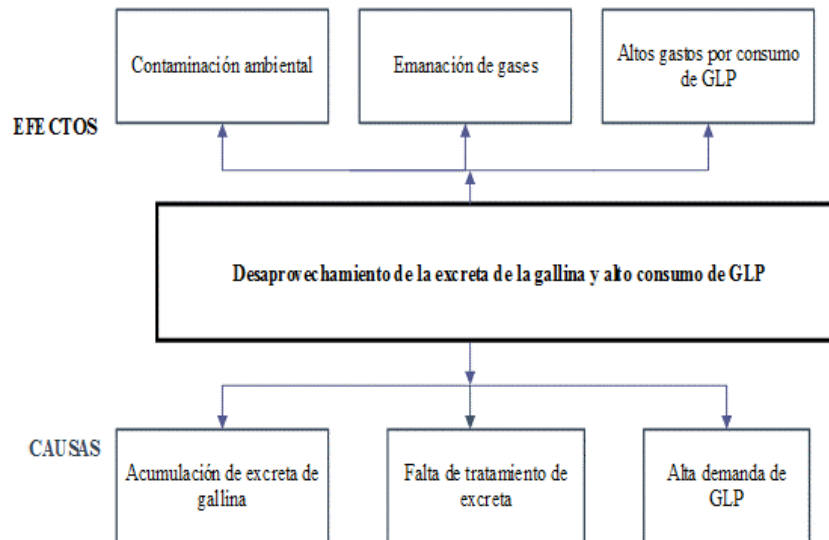 Contaminación ambiental
Emanación de gases
Altos gastos por consumo
de GLP
EFECTOS
Desaprovechamiento de la excreta de la gallina y alto consumo de GLP
CAUSAS
Acumulación de excreta de
gallina
Falta de tratamiento de
excreta
Alta demanda de
GLP